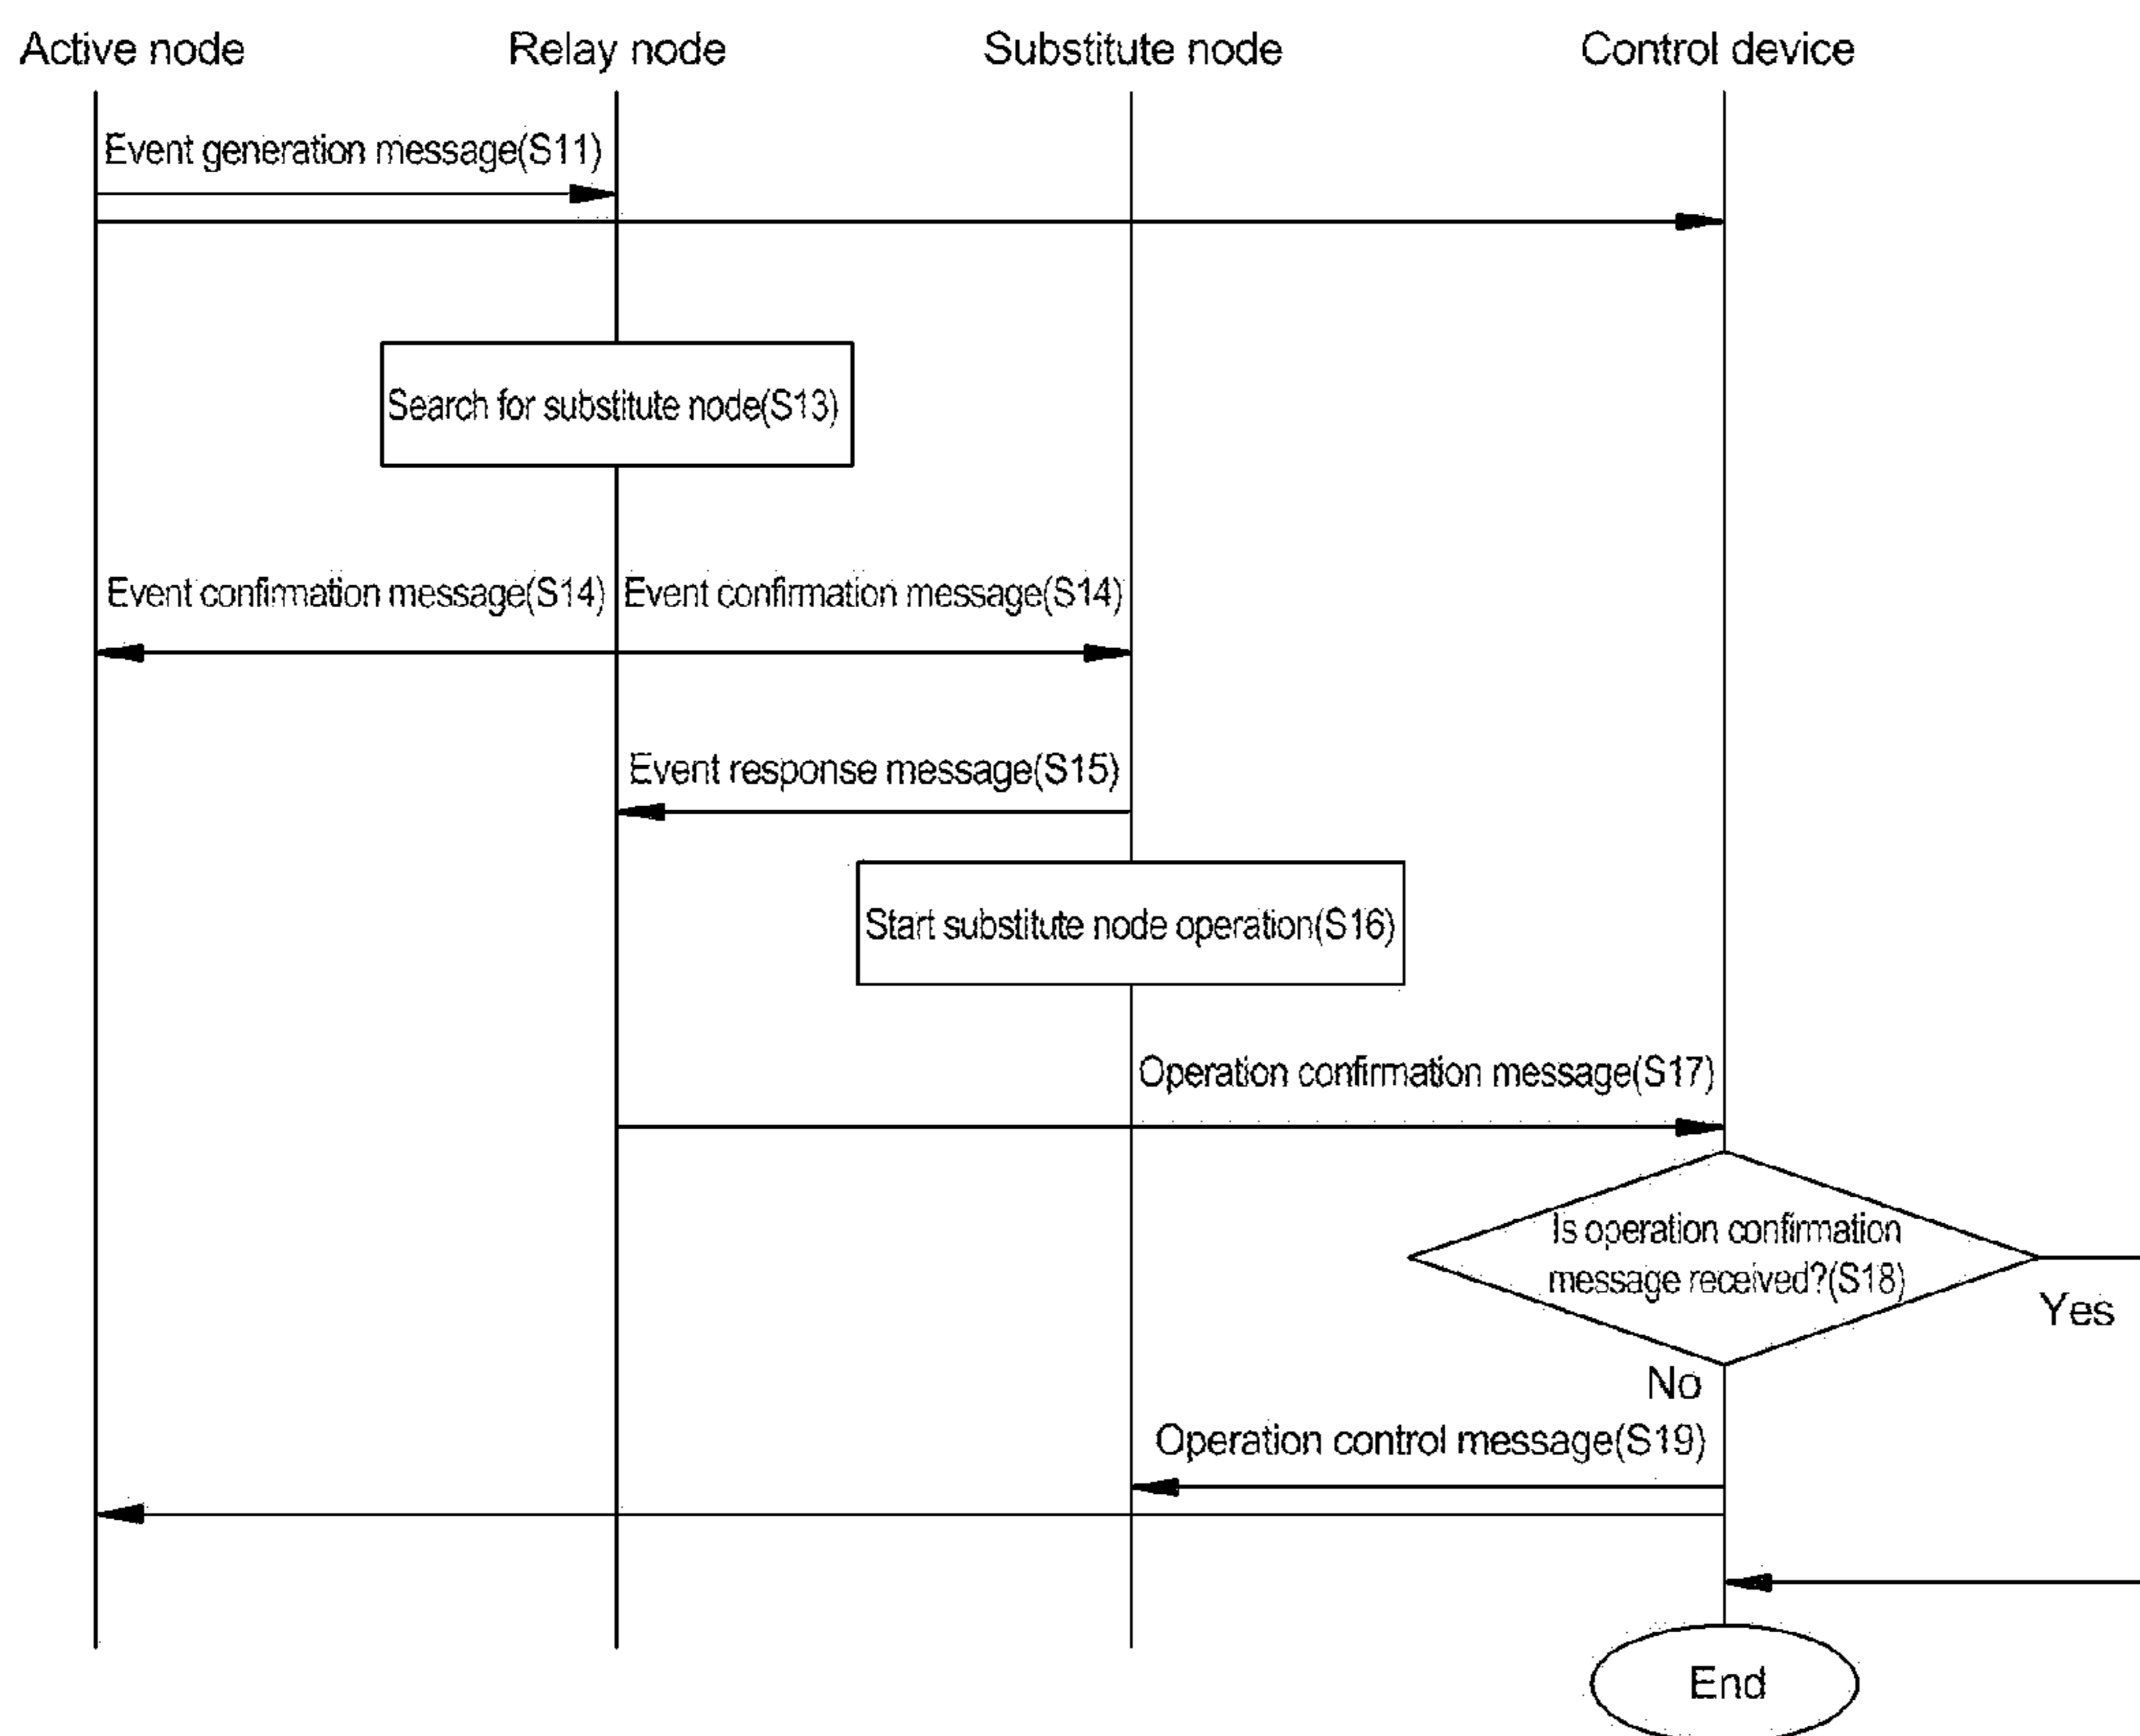 Active node
Relay node
Substitute node
Control device
Event generation message(S11)
Search for substitute node(S13)
Event confirmation message(S14)
Event confirmation message(S14)
Event response message(S15)
Start substitute node operation(S16)
Operation confirmation message(S17)
Is operation confirmation
message received?(S18)
Yes
No
Operation control message(S19)
End